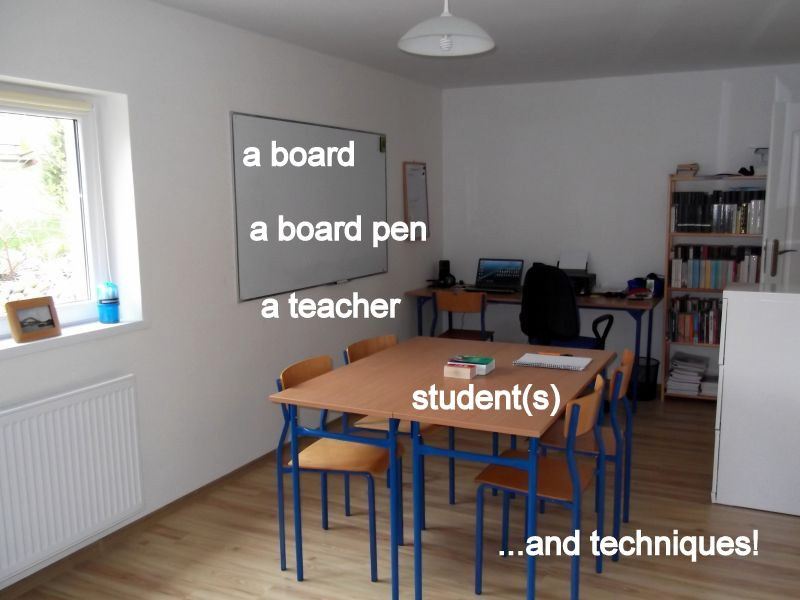 a board
a board pen
a teacher
student(s)
...and techniques!